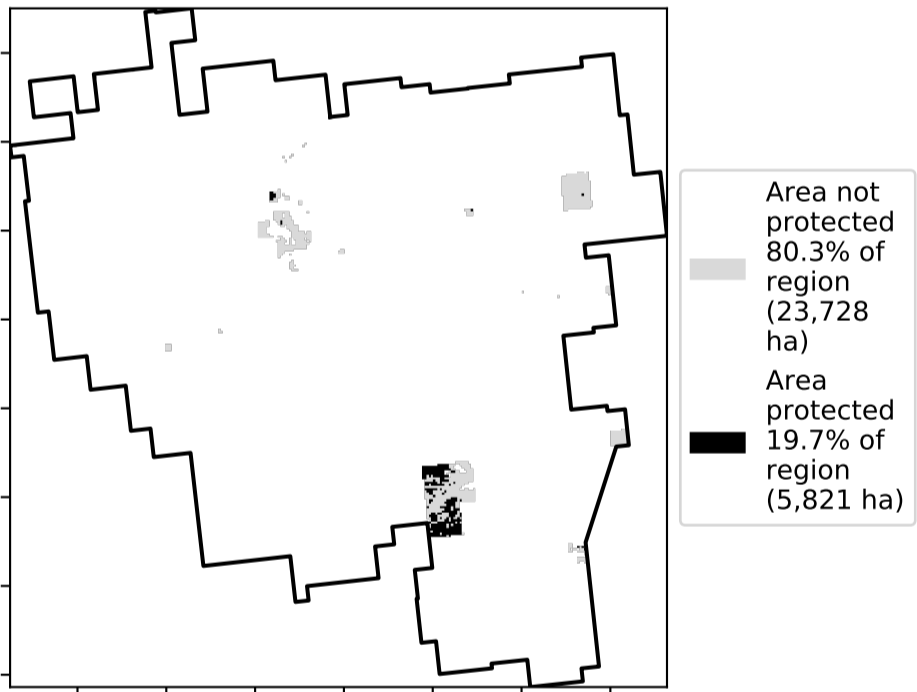 Area not
protected
80.3% of
region
(23,728
ha)
Area
protected
19.7% of
region
(5,821 ha)